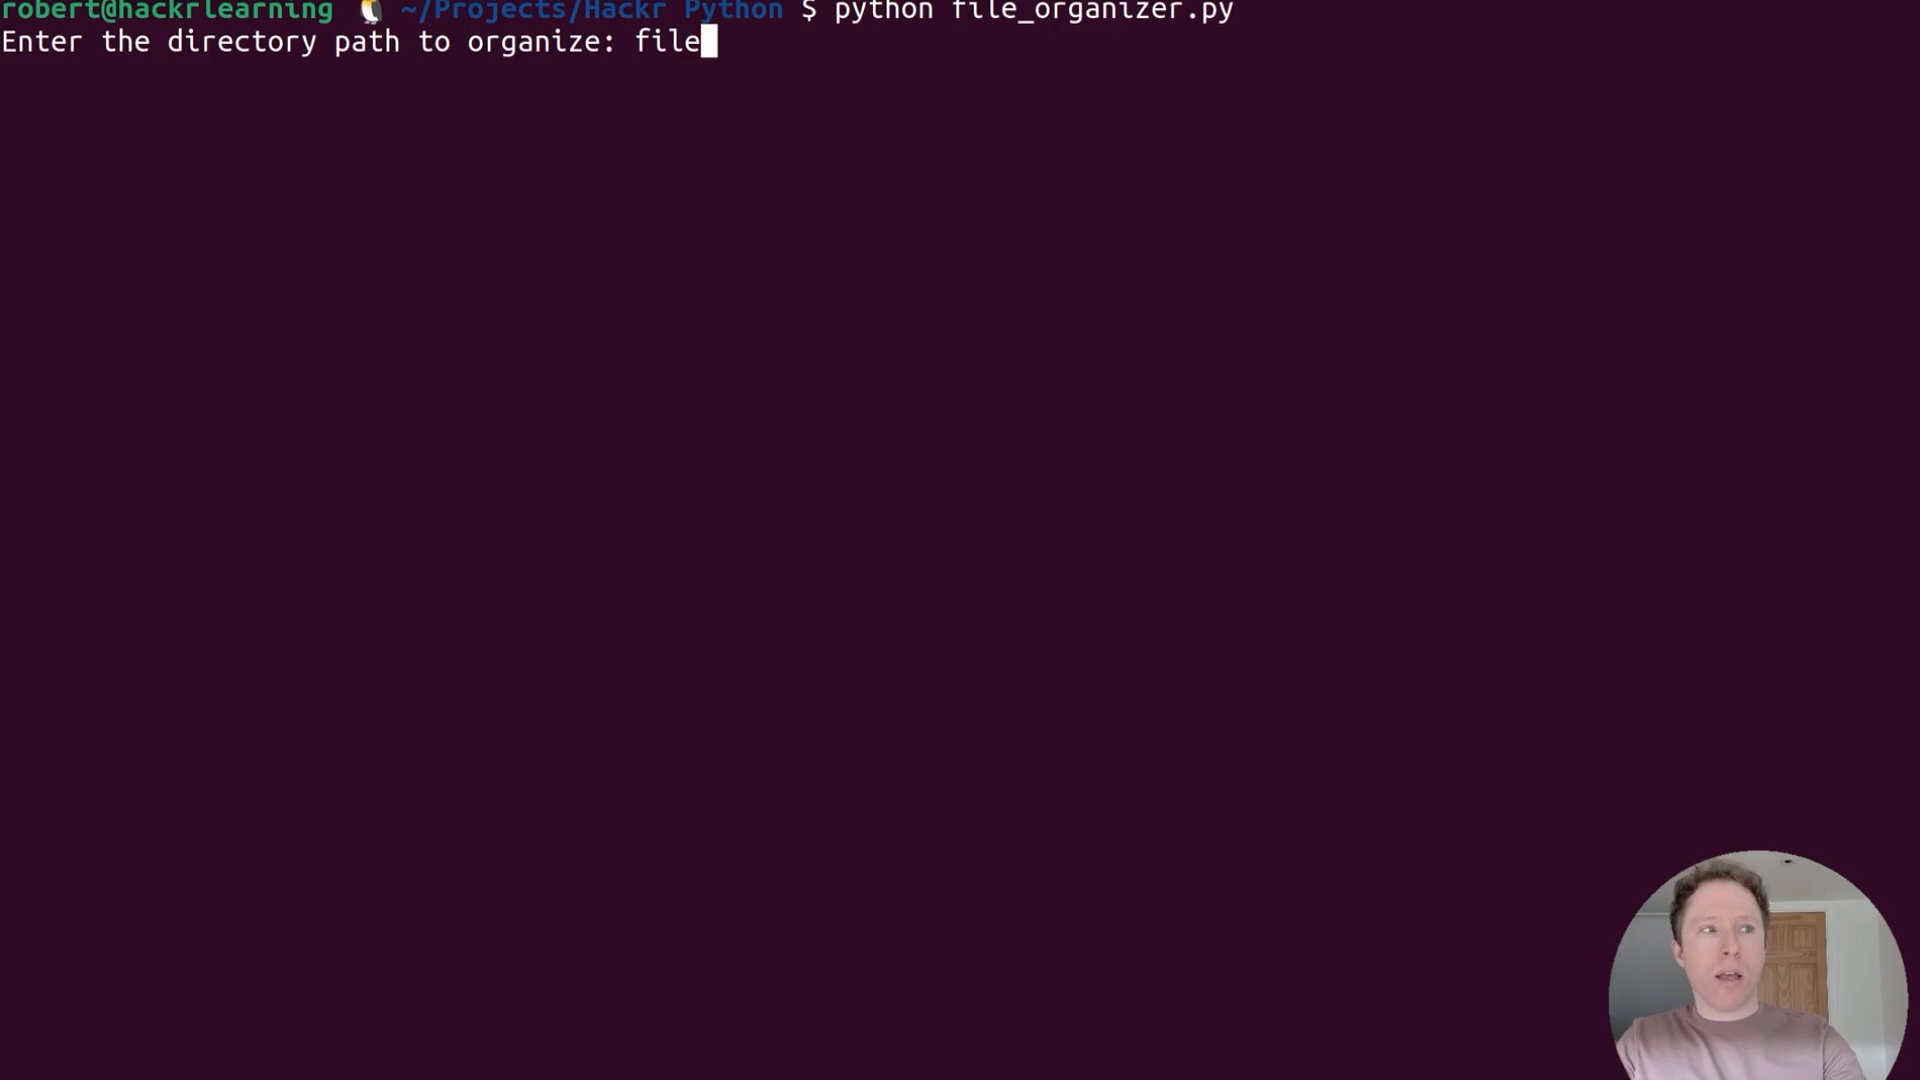 robert@hackrlearning 🐧 ~/Projects/Hackr Python $ python file_organizer.py
Enter the directory path to organize: file